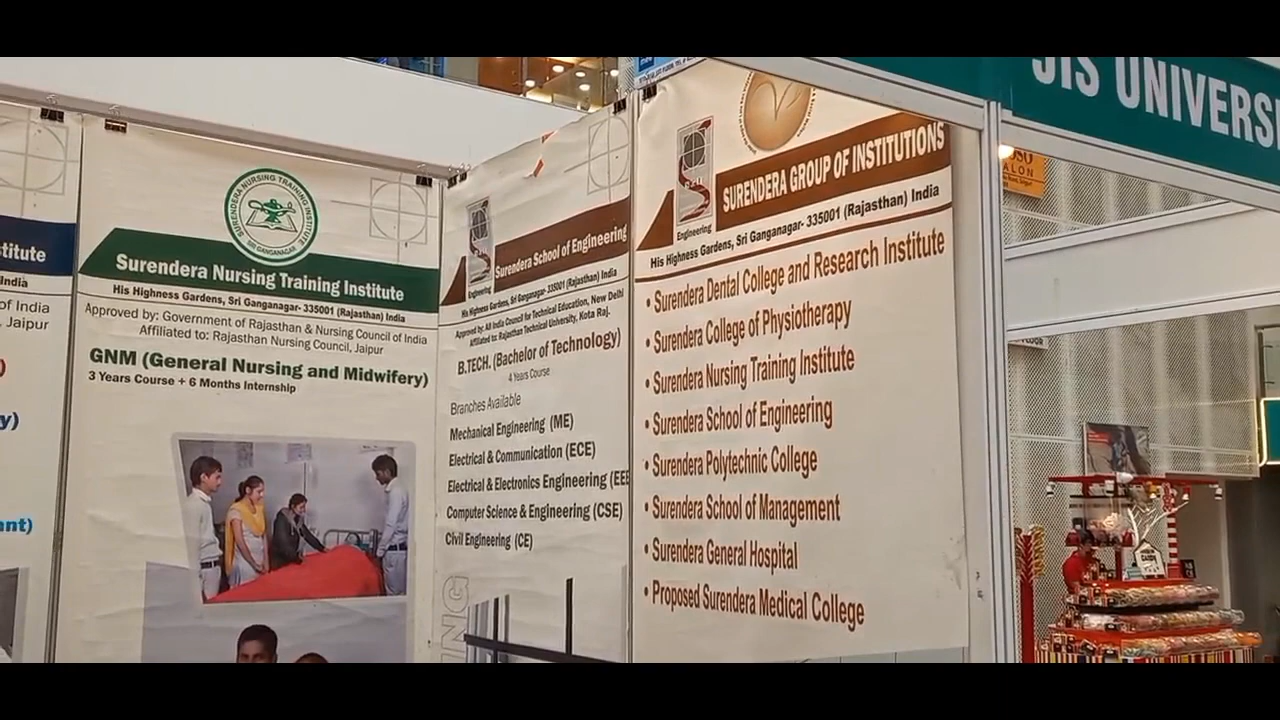 stitute
India
of India
, Jaipur
)
y)
ant)
SURENDERA NURSING TRAINING INSTITUTE
SRI GANGANAGAR
Surendera Nursing Training Institute
His Highness Gardens, Sri Ganganagar- 335001 (Rajasthan) India
Approved by: Government of Rajasthan & Nursing Council of India
Affiliated to: Rajasthan Nursing Council, Jaipur
GNM (General Nursing and Midwifery)
3 Years Course + 6 Months Internship
Engineering
Surendera School of Engineering
His Highness Gardens, Sri Ganganagar- 335001 (Rajasthan) India
Approved by: All India Council for Technical Education, New Delhi
Affiliated to: Rajasthan Technical University, Kota Raj.
B.TECH. (Bachelor of Technology)
4 Years Course
Branches Available
Mechanical Engineering (ME)
Electrical & Communication (ECE)
Electrical & Electronics Engineering (EEE
Computer Science & Engineering (CSE)
Civil Engineering (CE)
ING
Engineering
SURENDERA GROUP OF INSTITUTIONS
His Highness Gardens, Sri Ganganagar- 335001 (Rajasthan) India
• Surendera Dental College and Research Institute
• Surendera College of Physiotherapy
• Surendera Nursing Training Institute
• Surendera School of Engineering
• Surendera Polytechnic College
• Surendera School of Management
• Surendera General Hospital
• Proposed Surendera Medical College
JIS UNIVERSI
OSO
ALON